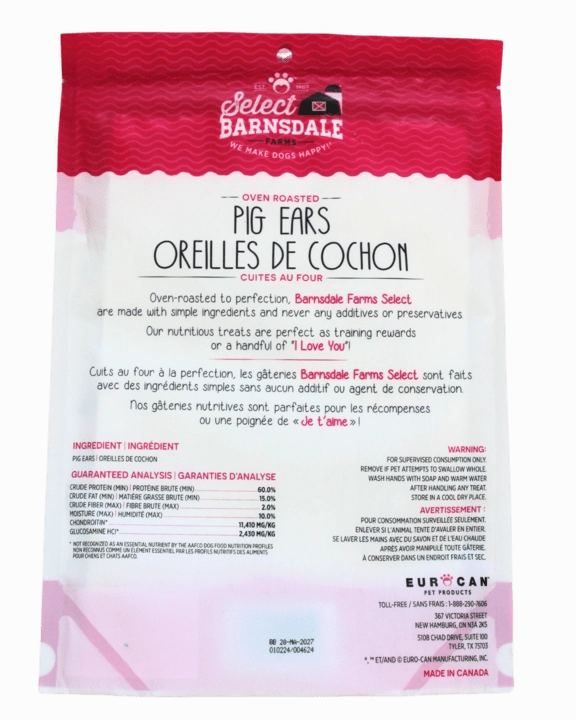 EST. 1985
Select
BARNSDALE
FARMS
WE MAKE DOGS HAPPY!
OVEN ROASTED
PIG EARS
OREILLES DE COCHON
CUITES AU FOUR
Oven-roasted to perfection, Barnsdale Farms Select
are made with simple ingredients and never any additives or preservatives.
Our nutritious treats are perfect as training rewards
or a handful of "I Love You"!
Cuits au four à la perfection, les gâteries Barnsdale Farms Select sont faits
avec des ingrédients simples sans aucun additif ou agent de conservation.
Nos gâteries nutritives sont parfaites pour les récompenses
ou une poignée de « Je t'aime » !
INGREDIENT | INGRÉDIENT
PIG EARS | OREILLES DE COCHON
GUARANTEED ANALYSIS | GARANTIES D'ANALYSE
CRUDE PROTEIN (MIN) | PROTÉINE BRUTE (MIN) 60.0%
CRUDE FAT (MIN) | MATIÈRE GRASSE BRUTE (MIN) 15.0%
CRUDE FIBER (MAX) | FIBRE BRUTE (MAX) 2.0%
MOISTURE (MAX) | HUMIDITÉ (MAX) 10.0%
CHONDROITIN* 11,410 MG/KG
GLUCOSAMINE HCl* 2,430 MG/KG
* NOT RECOGNIZED AS AN ESSENTIAL NUTRIENT BY THE AAFCO DOG FOOD NUTRITION PROFILES
NON RECONNUS COMME UN ÉLEMENT ESSENTIEL PAR LES PROFILS NUTRITIFS DES ALIMENTS
POUR CHIENS ET CHATS AAFCO.
WARNING:
FOR SUPERVISED CONSUMPTION ONLY.
REMOVE IF PET ATTEMPTS TO SWALLOW WHOLE.
WASH HANDS WITH SOAP AND WARM WATER
AFTER HANDLING ANY TREAT.
STORE IN A COOL DRY PLACE.
AVERTISSEMENT :
POUR CONSOMMATION SURVEILLÉE SEULEMENT.
ENLEVER SI L'ANIMAL TENTE D'AVALER EN ENTIER.
SE LAVER LES MAINS AVEC DU SAVON ET DE L'EAU CHAUDE
APRÈS AVOIR MANIPULÉ TOUTE GÂTERIE.
À CONSERVER DANS UN ENDROIT FRAIS ET SEC.
EURO CAN
PET PRODUCTS
TOLL-FREE / SANS FRAIS : 1-888-290-7606
367 VICTORIA STREET
NEW HAMBURG, ON N3A 2K5
5108 CHAD DRIVE, SUITE 100
TYLER, TX 75703
®, ™ ET/AND © EURO-CAN MANUFACTURING, INC.
MADE IN CANADA
BB 28-MA-2027
010224/004624